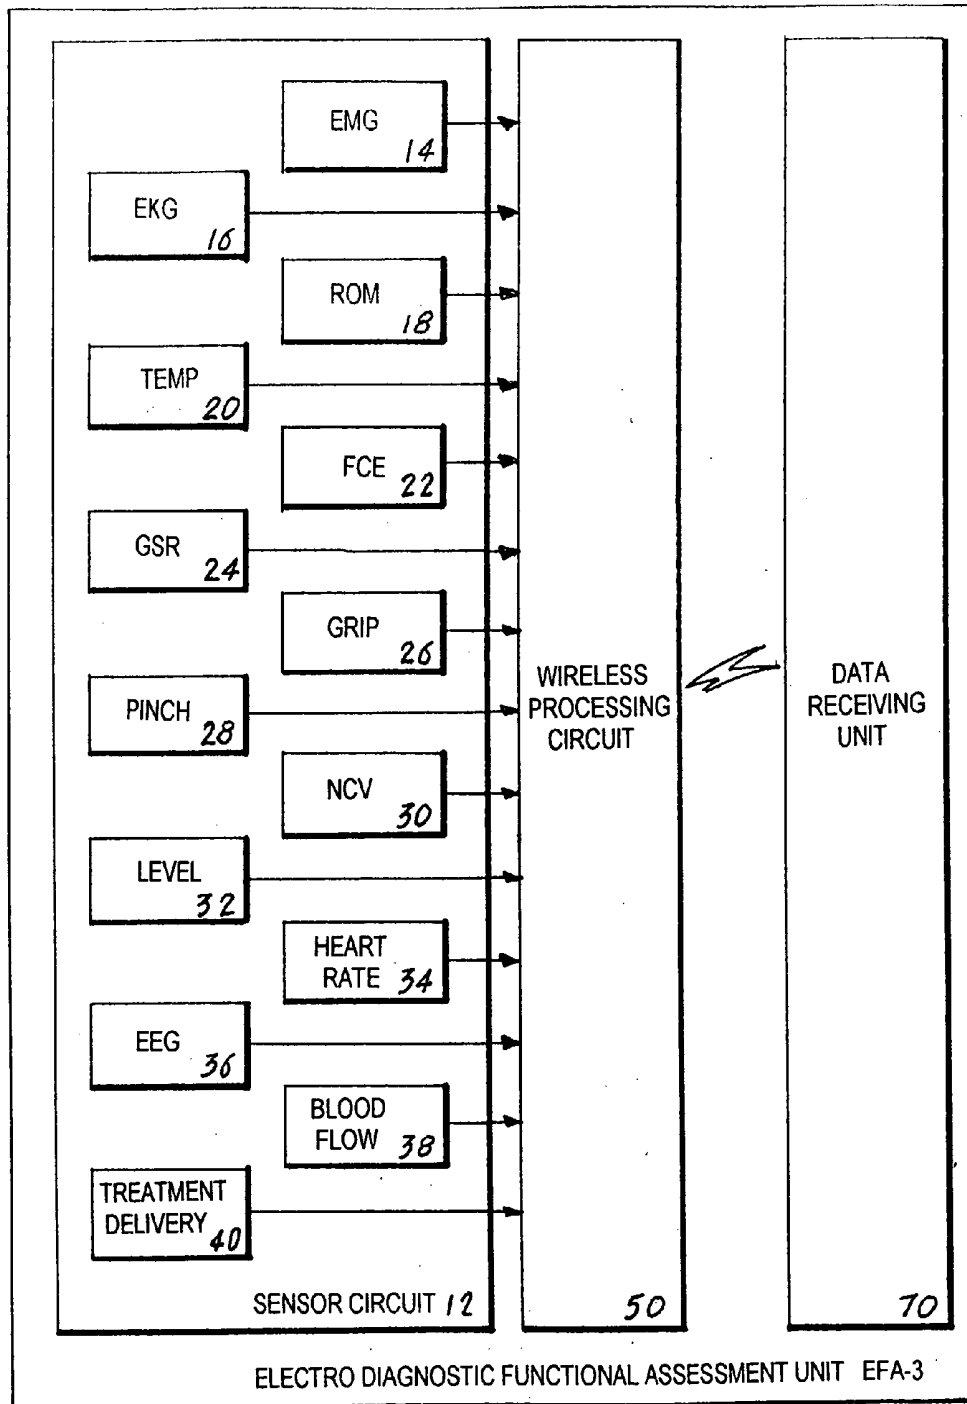 EMG
14
EKG
16
ROM
18
TEMP
20
FCE
22
GSR
24
GRIP
26
PINCH
28
NCV
30
LEVEL
32
HEART
RATE 34
EEG
36
BLOOD
FLOW 38
TREATMENT
DELIVERY 40
SENSOR CIRCUIT 12
WIRELESS
PROCESSING
CIRCUIT
50
DATA
RECEIVING
UNIT
70
ELECTRO DIAGNOSTIC FUNCTIONAL ASSESSMENT UNIT EFA-3